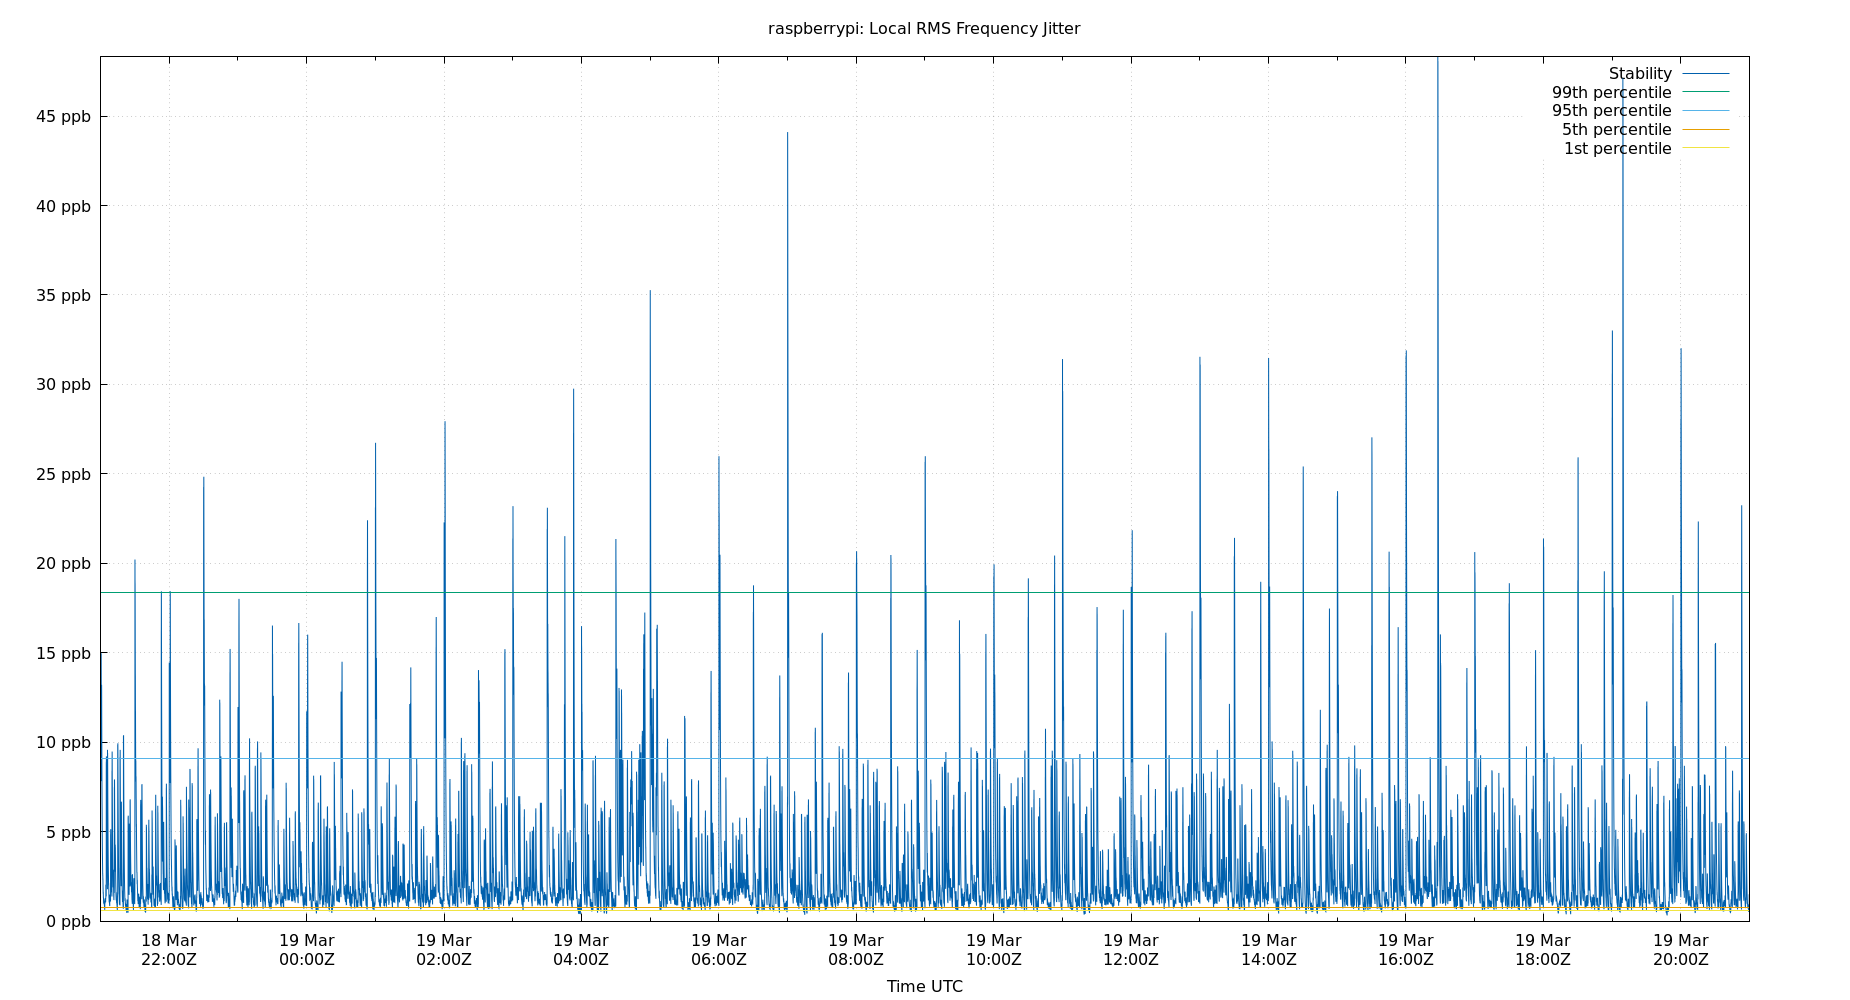 raspberrypi: Local RMS Frequency Jitter
Stability
99th percentile
95th percentile
5th percentile
1st percentile
45 ppb
40 ppb
35 ppb
30 ppb
25 ppb
20 ppb
15 ppb
10 ppb
5 ppb
0 ppb
18 Mar 19 Mar 19 Mar 19 Mar 19 Mar 19 Mar 19 Mar 19 Mar 19 Mar 19 Mar 19 Mar 19 Mar
22:00Z 00:00Z 02:00Z 04:00Z 06:00Z 08:00Z 10:00Z 12:00Z 14:00Z 16:00Z 18:00Z 20:00Z
Time UTC